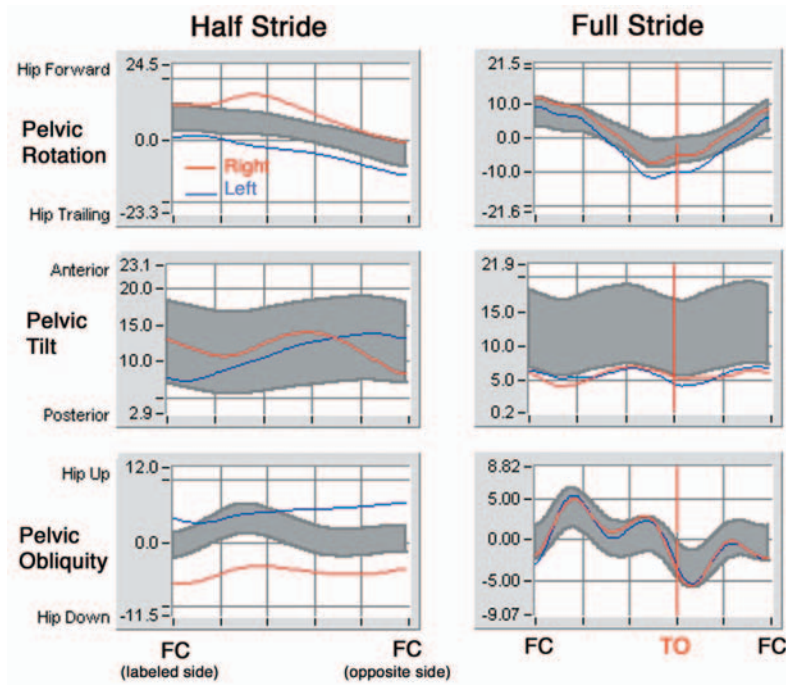 Half Stride Full Stride
Hip Forward 24.5 21.5
10.0
Pelvic Rotation 0.0 0.0
Right
Left
-10.0
Hip Trailing -23.3 -21.6
Anterior 23.1 21.9
20.0
Pelvic Tilt 15.0 15.0
10.0 10.0
5.0
Posterior 2.9 0.2
Hip Up 12.0 8.82
5.00
Pelvic Obliquity 0.0 0.00
-5.00
Hip Down -11.5 -9.07
FC FC FC TO FC
(labeled side) (opposite side)